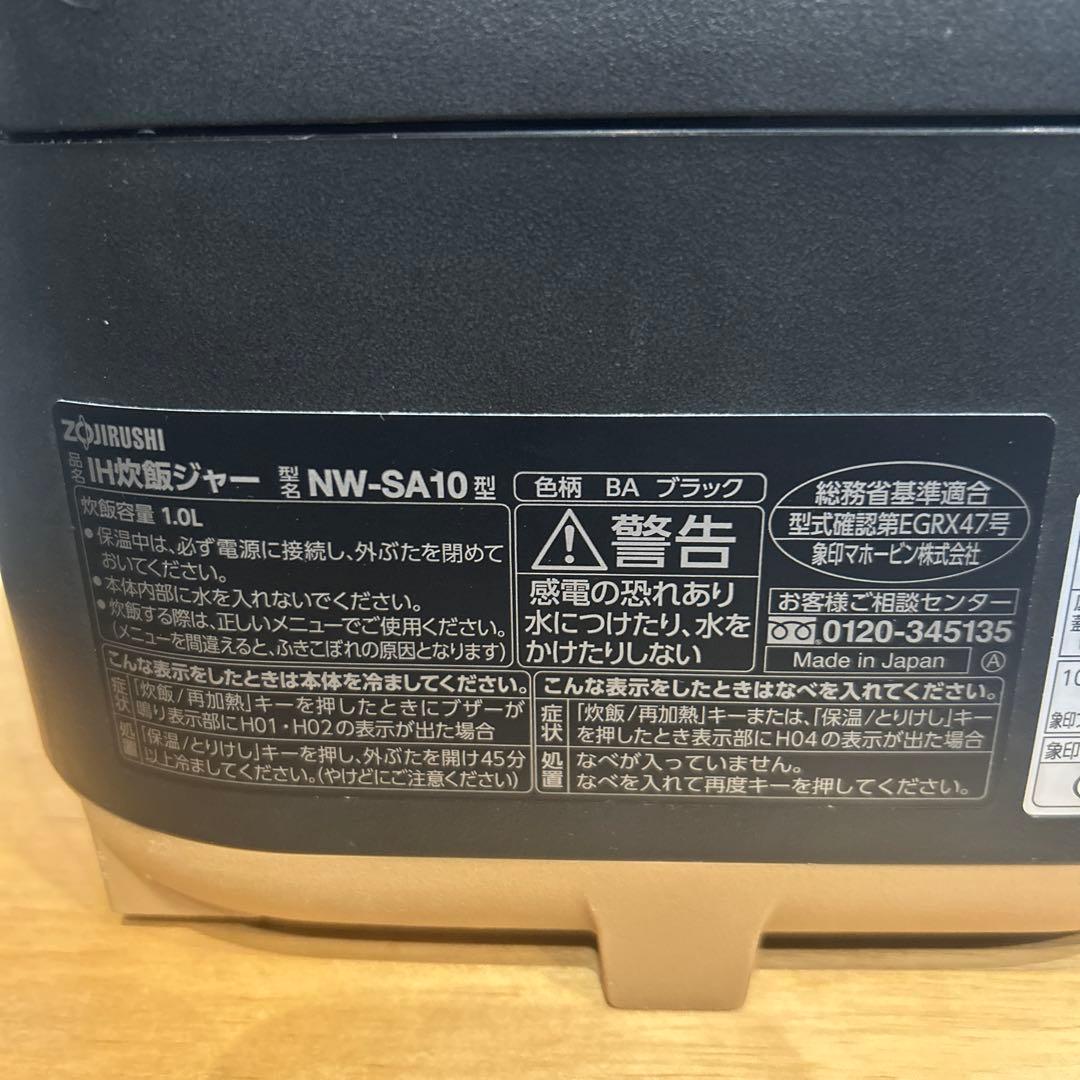 ZOJIRUSHI
品名 IH炊飯ジャー 型名 NW-SA10型
炊飯容量 1.0L
●保温中は、必ず電源に接続し、外ぶたを閉めて
おいてください。
●本体内部に水を入れないでください。
●炊飯する際は、正しいメニューでご使用ください。
(メニューを間違えると、ふきこぼれの原因となります)
色柄 BA ブラック
警告
感電の恐れあり
水につけたり、水を
かけたりしない
総務省基準適合
型式確認第EGRX47号
象印マホービン株式会社
お客様ご相談センター
0120-345135
Made in Japan Ⓐ
こんな表示をしたときは本体を冷ましてください。
症状 「炊飯/再加熱」キーを押したときにブザーが
鳴り表示部にH01・H02の表示が出た場合
処置 「保温/とりけし」キーを押し、外ぶたを開け45分
以上冷ましてください。(やけどにご注意ください)
こんな表示をしたときはなべを入れてください。
症状 「炊飯/再加熱」キーまたは、「保温/とりけし」キー
を押したとき表示部にH04の表示が出た場合
処置 なべが入っていません。
なべを入れて再度キーを押してください。
10
象印
象印